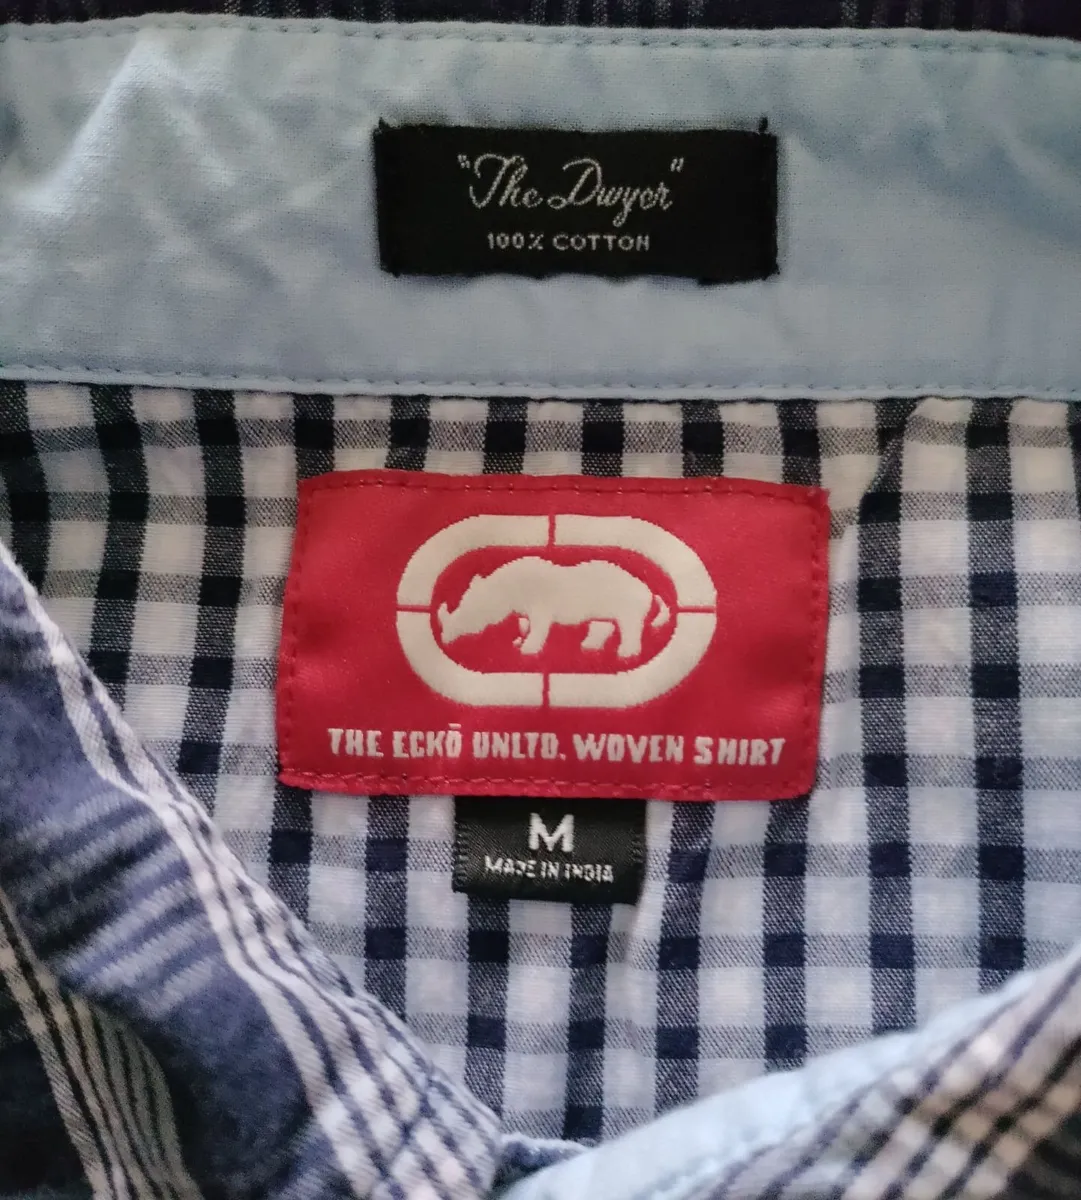 "The Dwyer"
100% COTTON
THE ECKŌ UNLTD. WOVEN SHIRT
M
MADE IN INDIA